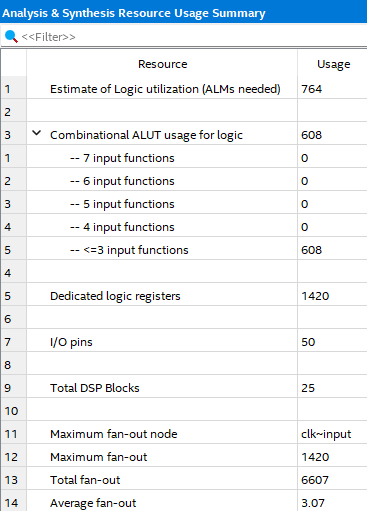 Analysis & Synthesis Resource Usage Summary
<<Filter>>
Resource Usage
1 Estimate of Logic utilization (ALMs needed) 764
2
3 Combinational ALUT usage for logic 608
1 -- 7 input functions 0
2 -- 6 input functions 0
3 -- 5 input functions 0
4 -- 4 input functions 0
5 -- <=3 input functions 608
4
5 Dedicated logic registers 1420
6
7 I/O pins 50
8
9 Total DSP Blocks 25
10
11 Maximum fan-out node clk~input
12 Maximum fan-out 1420
13 Total fan-out 6607
14 Average fan-out 3.07